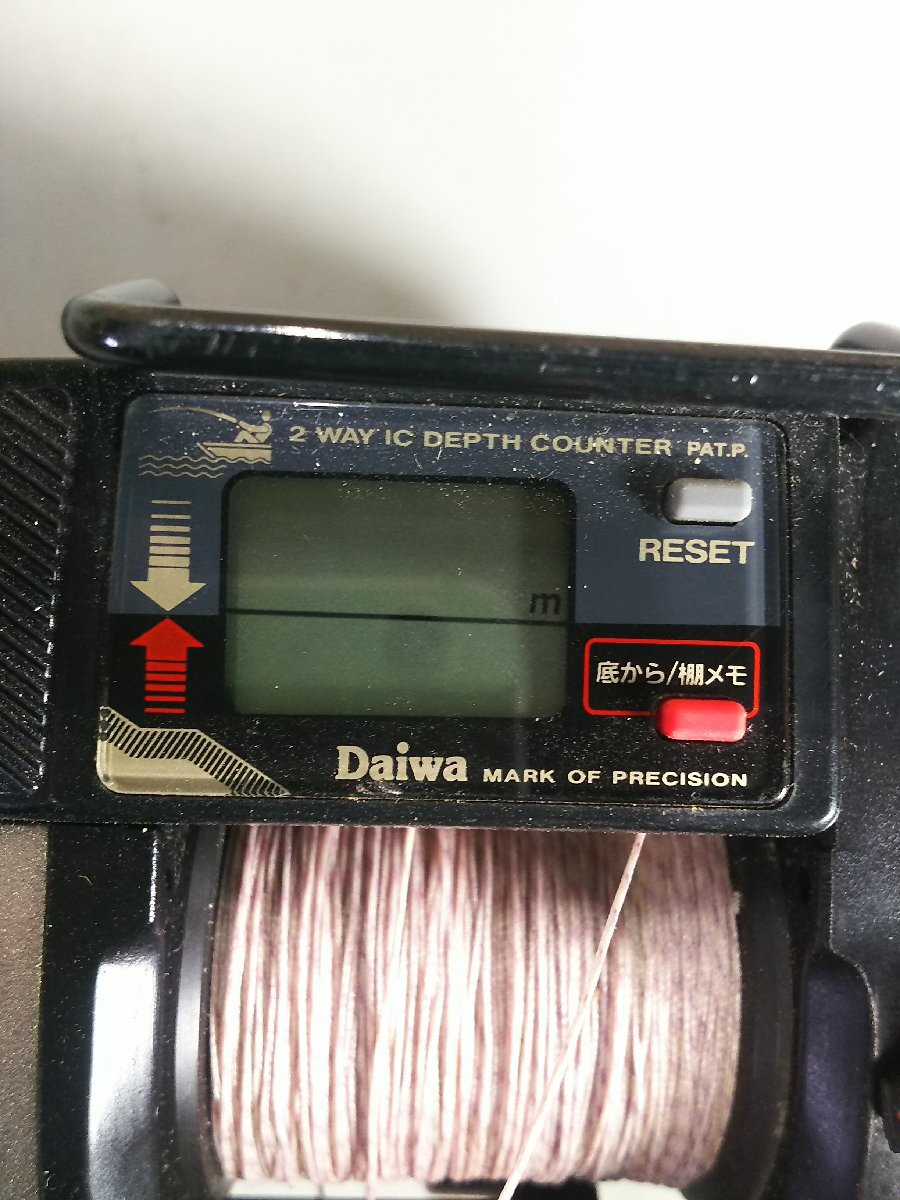 2 WAY IC DEPTH COUNTER PAT.P.
RESET
m
底から/棚メモ
Daiwa MARK OF PRECISION